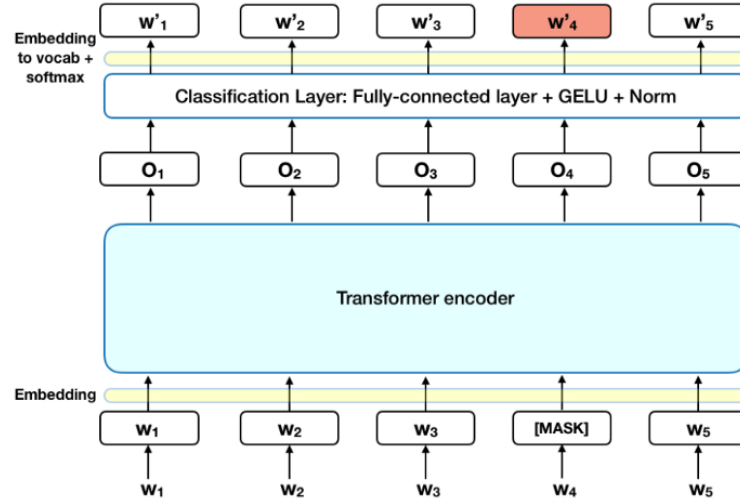 w'₁ w'₂ w'₃ w'₄ w'₅
Embedding
to vocab +
softmax
Classification Layer: Fully-connected layer + GELU + Norm
O₁ O₂ O₃ O₄ O₅
Transformer encoder
Embedding
W₁ W₂ W₃ [MASK] W₅
W₁ W₂ W₃ W₄ W₅